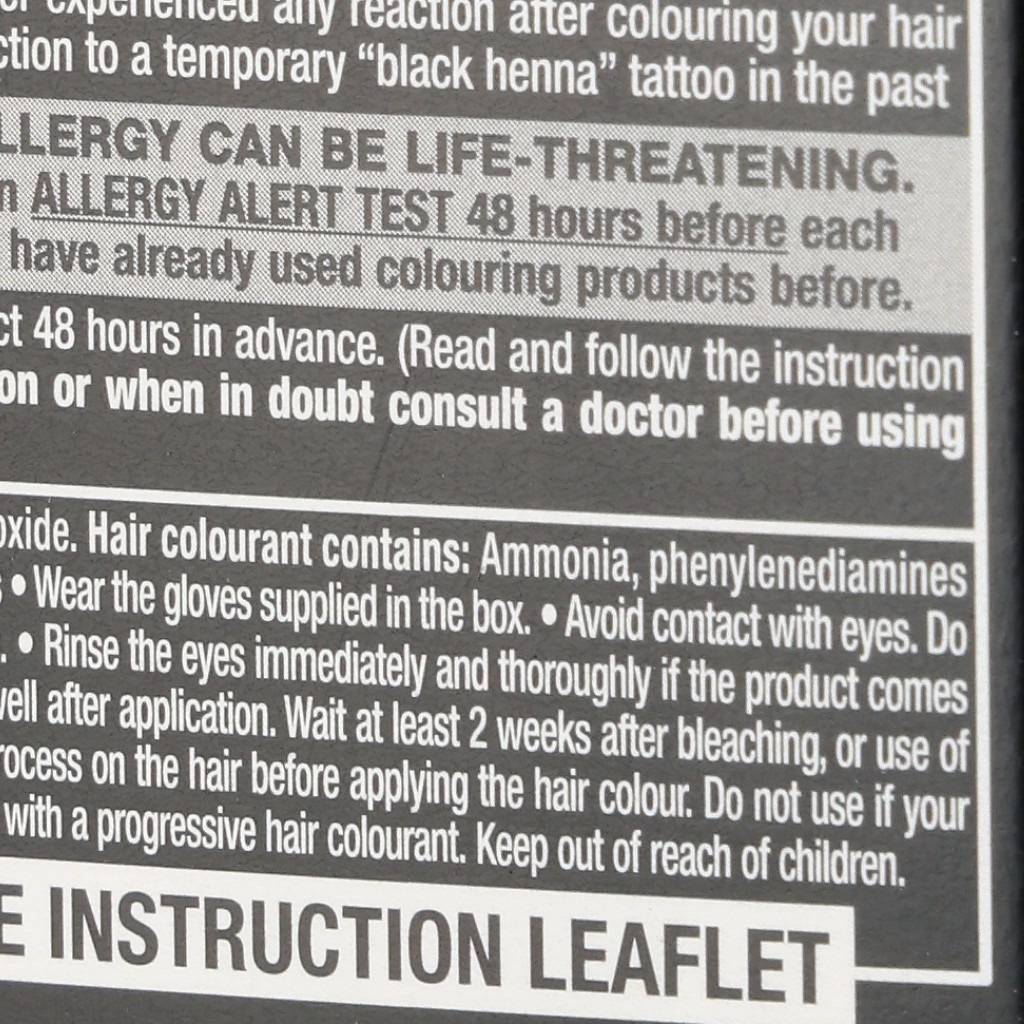 experienced any reaction after colouring your hair
ction to a temporary “black henna” tattoo in the past
LLERGY CAN BE LIFE-THREATENING.
n ALLERGY ALERT TEST 48 hours before each
have already used colouring products before.
ct 48 hours in advance. (Read and follow the instruction
on or when in doubt consult a doctor before using
oxide. Hair colourant contains: Ammonia, phenylenediamines
• Wear the gloves supplied in the box. • Avoid contact with eyes. Do
. • Rinse the eyes immediately and thoroughly if the product comes
well after application. Wait at least 2 weeks after bleaching, or use of
rocess on the hair before applying the hair colour. Do not use if your
with a progressive hair colourant. Keep out of reach of children.
E INSTRUCTION LEAFLET